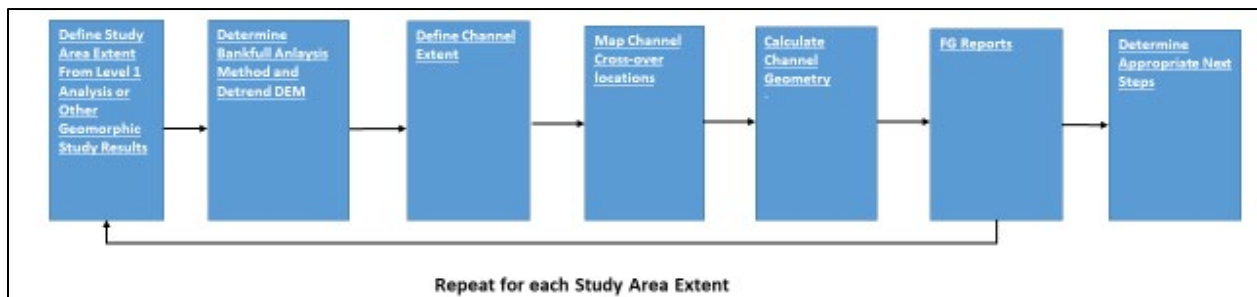 Define Study
Area Extent
From Level 1
Analysis or
Other
Geomorphic
Study Results
Determine
Bankfull Anlaysis
Method and
Detrend DEM
Define Channel
Extent
Map Channel
Cross-over
locations
Calculate
Channel
Geometry
FG Reports
Determine
Appropriate Next
Steps
Repeat for each Study Area Extent